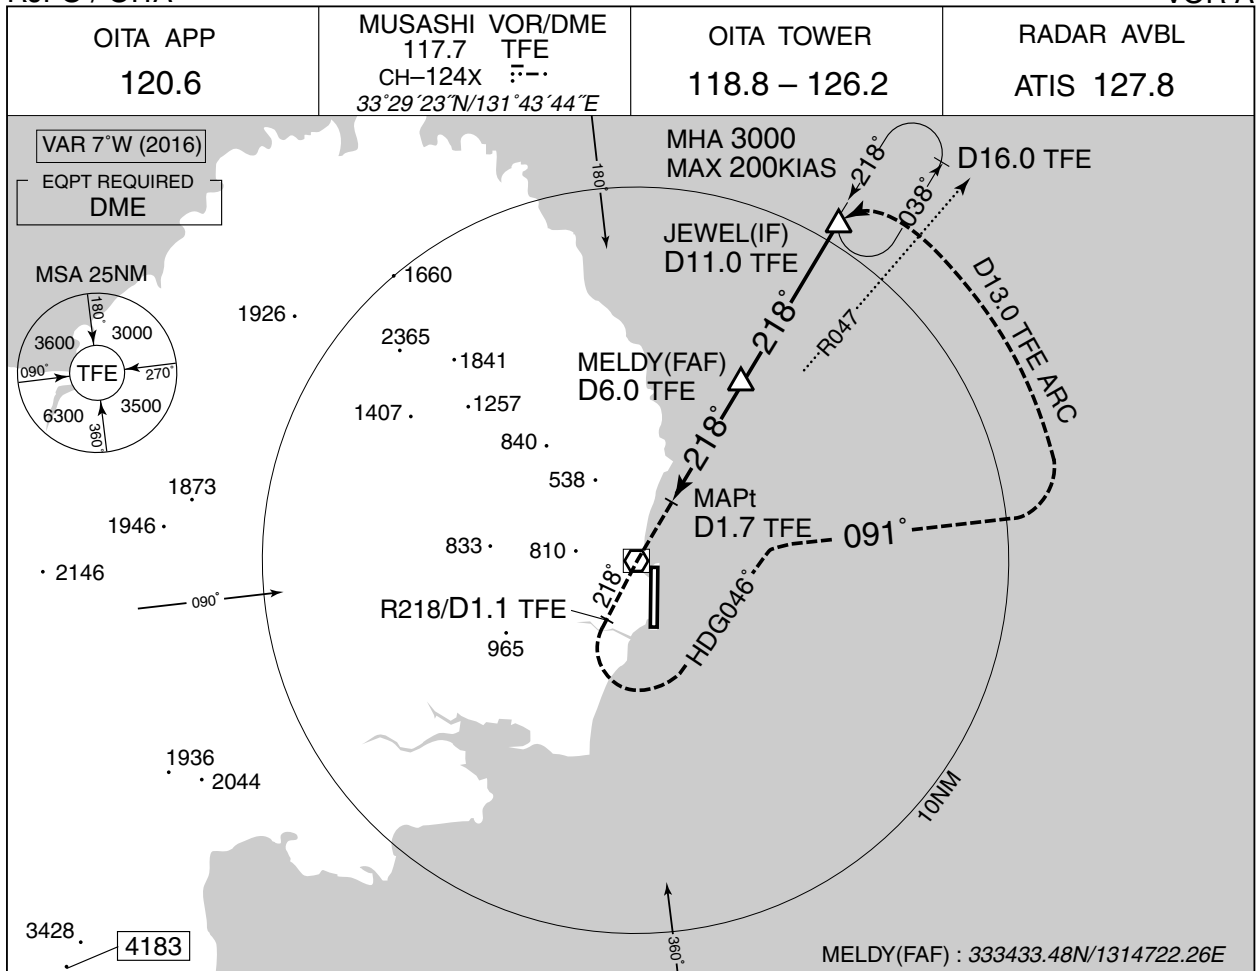 OITA APP
120.6
MUSASHI VOR/DME
117.7 TFE
CH–124X
33°29´23˝N/131°43´44˝E
OITA TOWER
118.8 – 126.2
RADAR AVBL
ATIS 127.8
VAR 7°W (2016)
EQPT REQUIRED
DME
MSA 25NM
180°
3600
3000
090°
TFE
270°
6300
3500
360°
180°
MHA 3000
MAX 200KIAS
218°
038°
D16.0 TFE
JEWEL(IF)
D11.0 TFE
218°
R047
D13.0 TFE ARC
MELDY(FAF)
D6.0 TFE
218°
MAPt
D1.7 TFE
091°
HDG046°
218°
R218/D1.1 TFE
1660
1926
2365
1841
1407
1257
840
538
1873
1946
833
810
2146
090°
965
1936
2044
10NM
3428
4183
360°
MELDY(FAF) : 333433.48N/1314722.26E